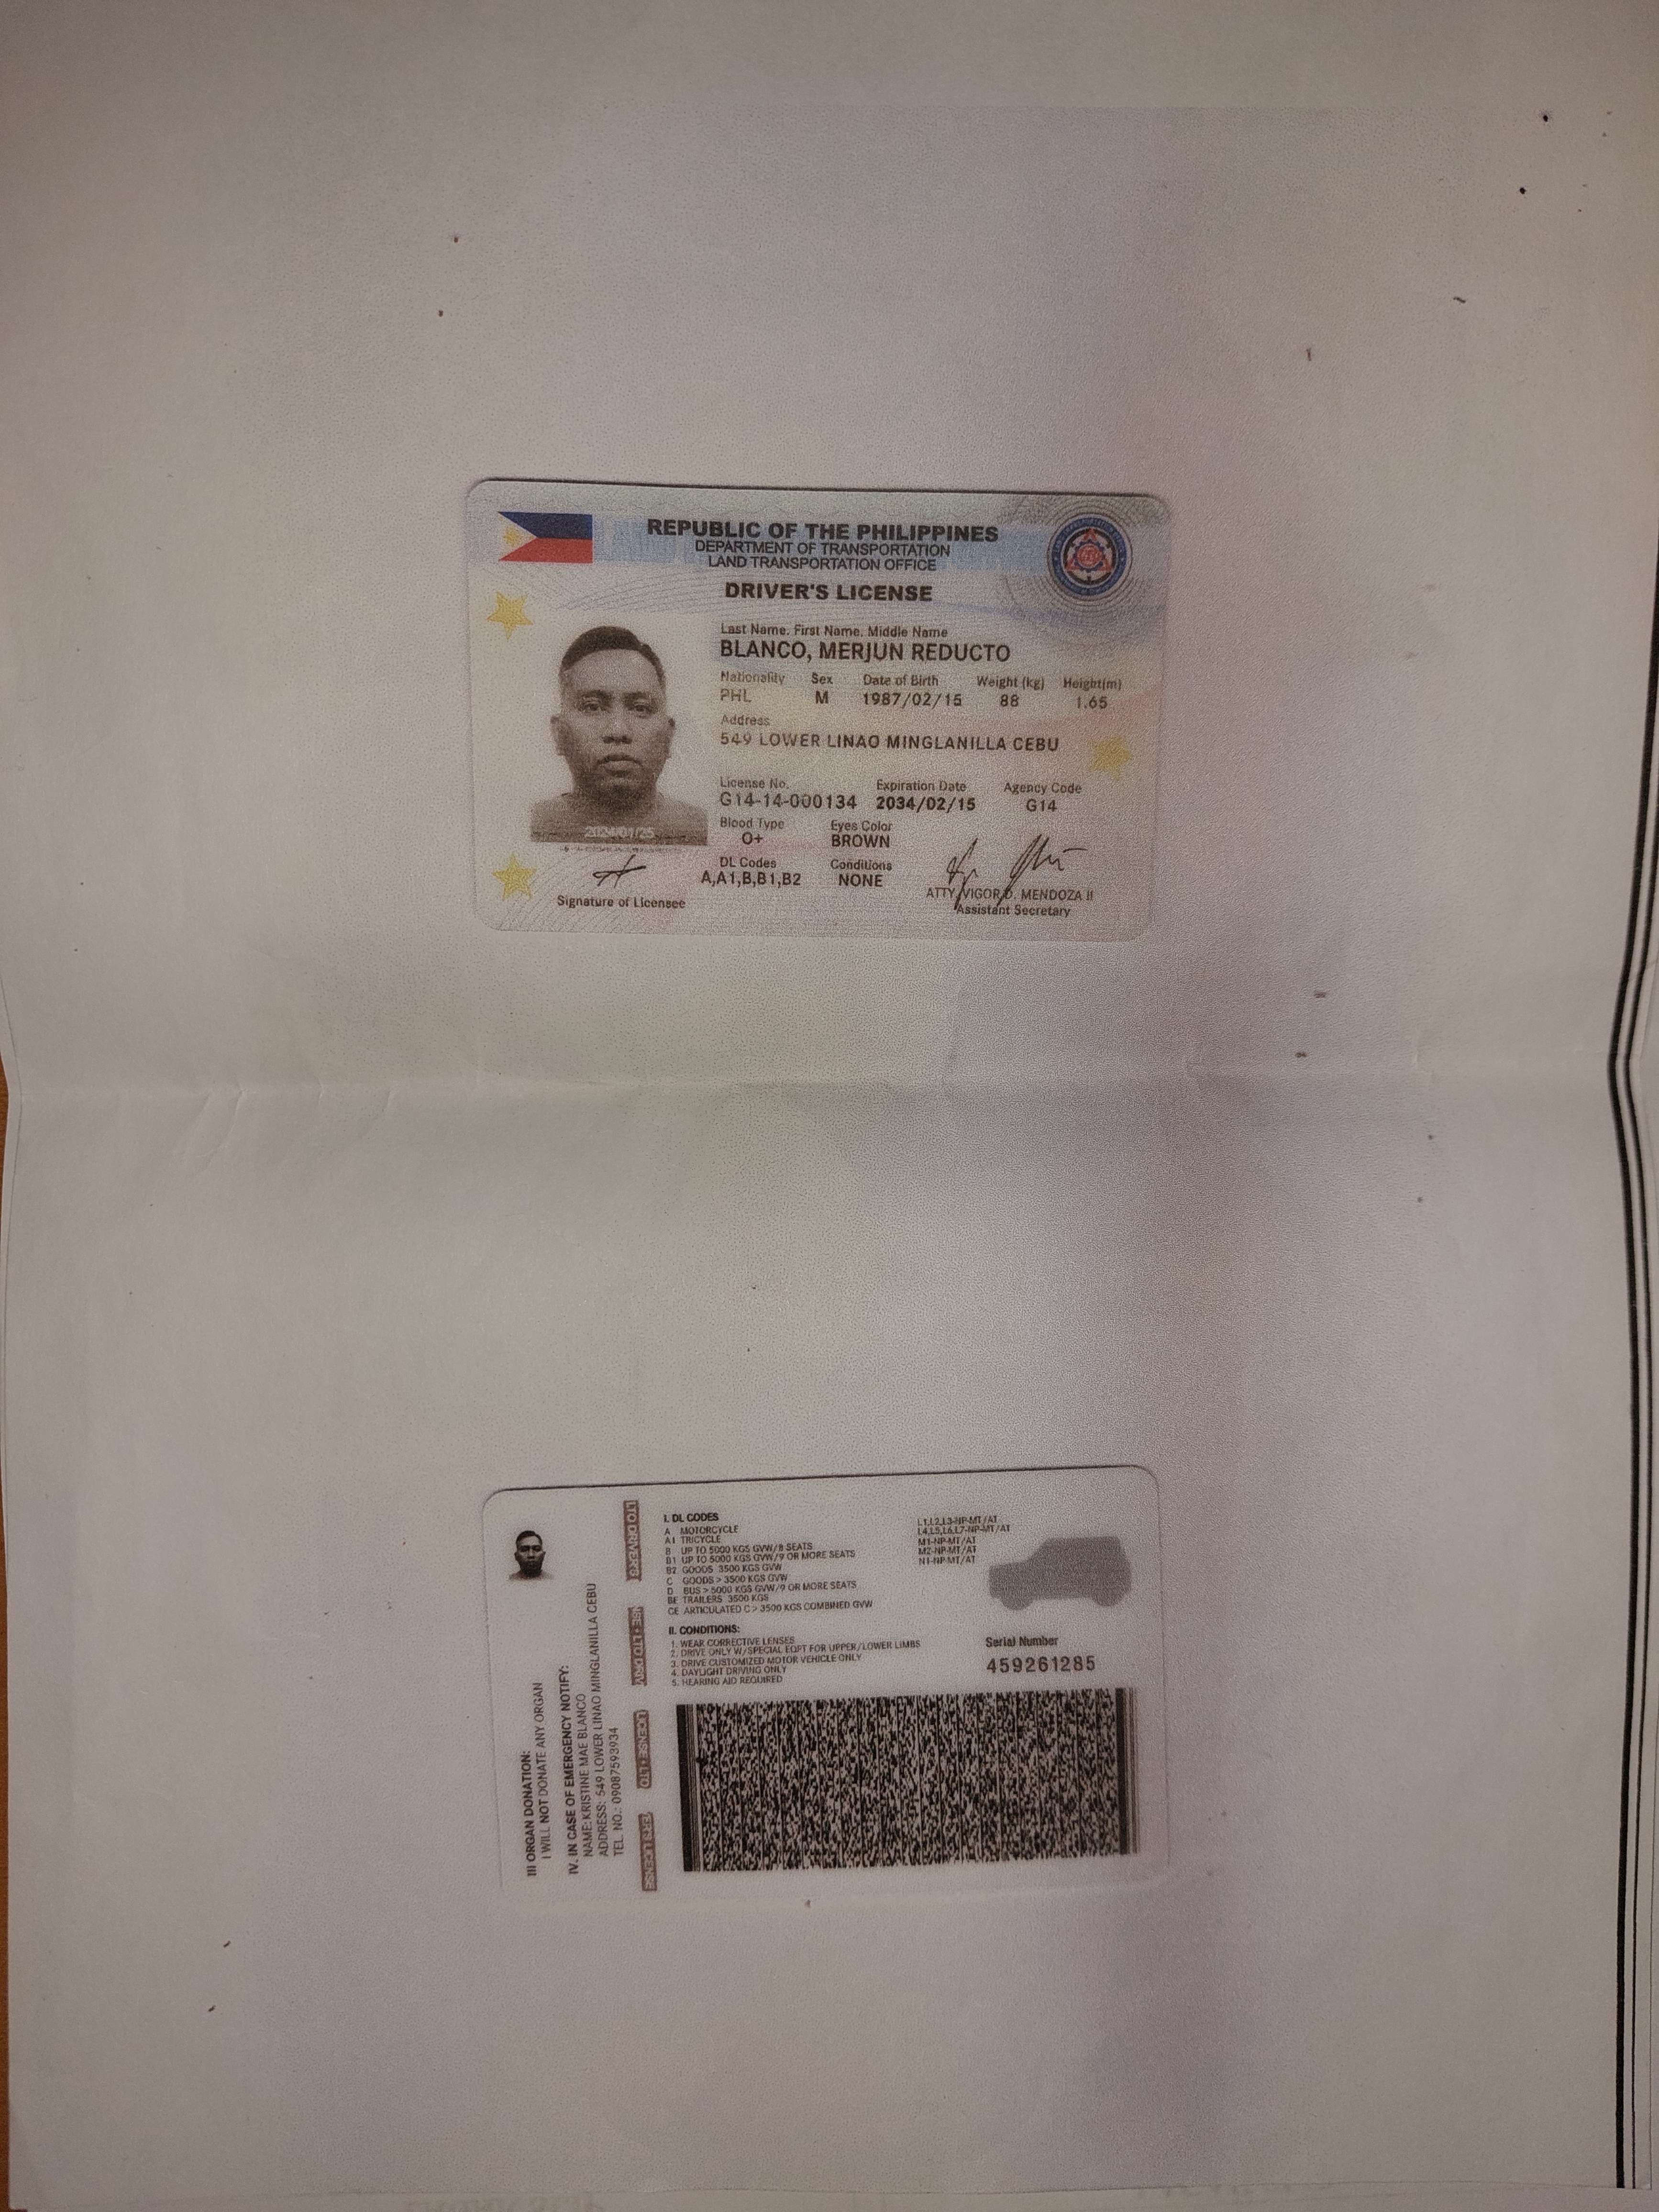 REPUBLIC OF THE PHILIPPINES
DEPARTMENT OF TRANSPORTATION
LAND TRANSPORTATION OFFICE
DRIVER'S LICENSE
Last Name. First Name. Middle Name
BLANCO, MERJUN REDUCTO
Nationality Sex Date of Birth Weight (kg) Height(m)
PHL M 1987/02/15 88 1.65
Address
549 LOWER LINAO MINGLANILLA CEBU
License No. Expiration Date Agency Code
G14-14-000134 2034/02/15 G14
Blood Type Eyes Color
O+ BROWN
DL Codes Conditions
A,A1,B,B1,B2 NONE
2024/01/25
Signature of Licensee
ATTY. VIGOR D. MENDOZA II
Assistant Secretary
I. DL CODES
A MOTORCYCLE L1,L2,L3-NP-MT/AT
A1 TRICYCLE L4,L5,L6,L7-NP-MT/AT
B UP TO 5000 KGS GVW/8 SEATS M1-NP-MT/AT
B1 UP TO 5000 KGS GVW/9 OR MORE SEATS M2-NP-MT/AT
B2 GOODS 3500 KGS GVW N1-NP-MT/AT
C GOODS > 3500 KGS GVW
D BUS > 5000 KGS GVW/9 OR MORE SEATS
BE TRAILERS 3500 KGS
CE ARTICULATED C > 3500 KGS COMBINED GVW
II. CONDITIONS:
1. WEAR CORRECTIVE LENSES
2. DRIVE ONLY W/SPECIAL EQPT FOR UPPER/LOWER LIMBS
3. DRIVE CUSTOMIZED MOTOR VEHICLE ONLY
4. DAYLIGHT DRIVING ONLY
5. HEARING AID REQUIRED
Serial Number
459261285
III ORGAN DONATION:
I WILL NOT DONATE ANY ORGAN
IV. IN CASE OF EMERGENCY NOTIFY:
NAME: KRISTINE MAE BLANCO
ADDRESS: 549 LOWER LINAO MINGLANILLA CEBU
TEL. NO.: 09087593934